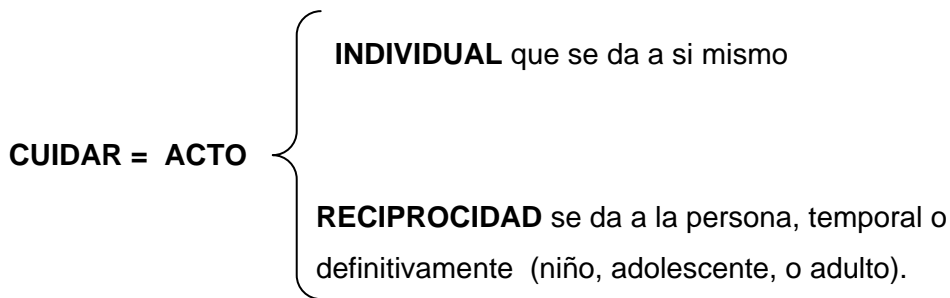 INDIVIDUAL que se da a si mismo
CUIDAR = ACTO
RECIPROCIDAD se da a la persona, temporal o
definitivamente (niño, adolescente, o adulto).